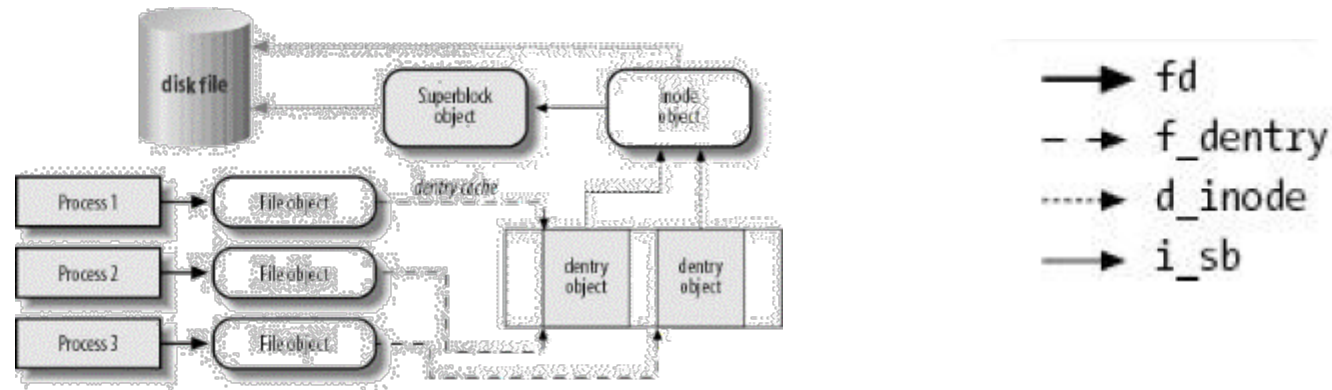 disk file
Superblock
object
inode
object
fd
f_dentry
d_inode
i_sb
dentry cache
Process 1
File object
Process 2
File object
Process 3
File object
dentry
object
dentry
object